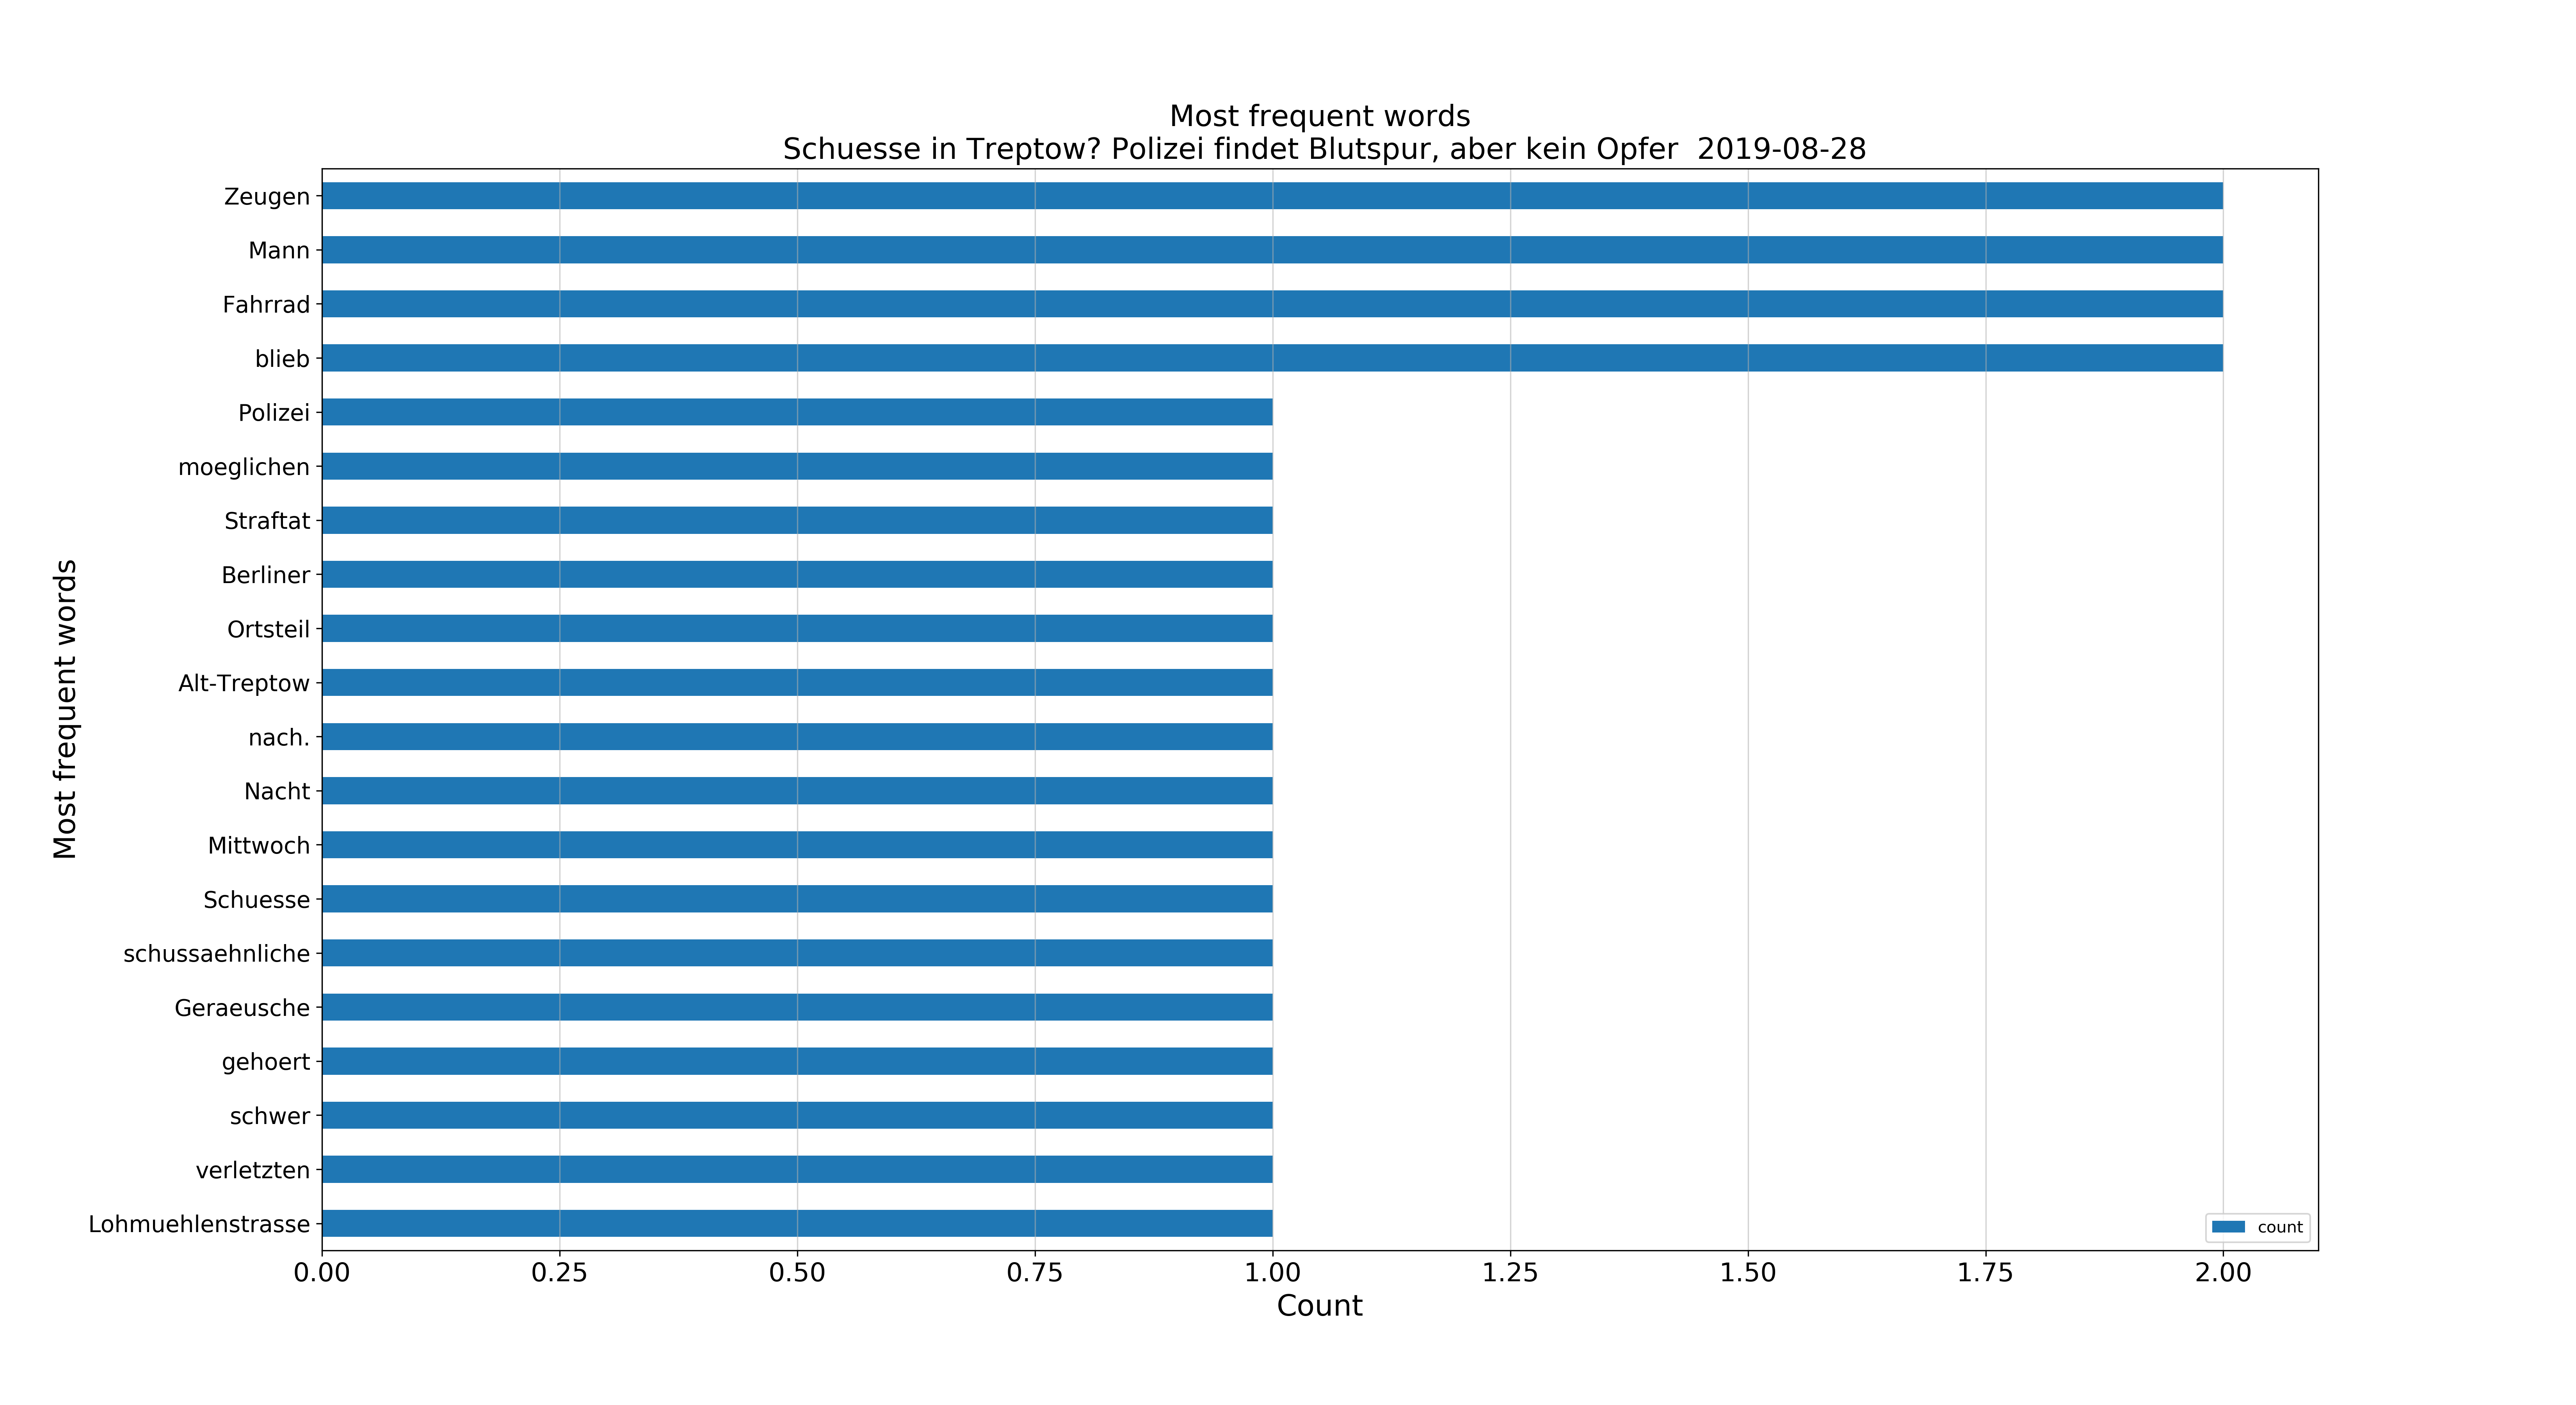 Most frequent words
Schuesse in Treptow? Polizei findet Blutspur, aber kein Opfer  2019-08-28
Most frequent words
Zeugen
Mann
Fahrrad
blieb
Polizei
moeglichen
Straftat
Berliner
Ortsteil
Alt-Treptow
nach.
Nacht
Mittwoch
Schuesse
schussaehnliche
Geraeusche
gehoert
schwer
verletzten
Lohmuehlenstrasse
count
0.00 0.25 0.50 0.75 1.00 1.25 1.50 1.75 2.00
Count